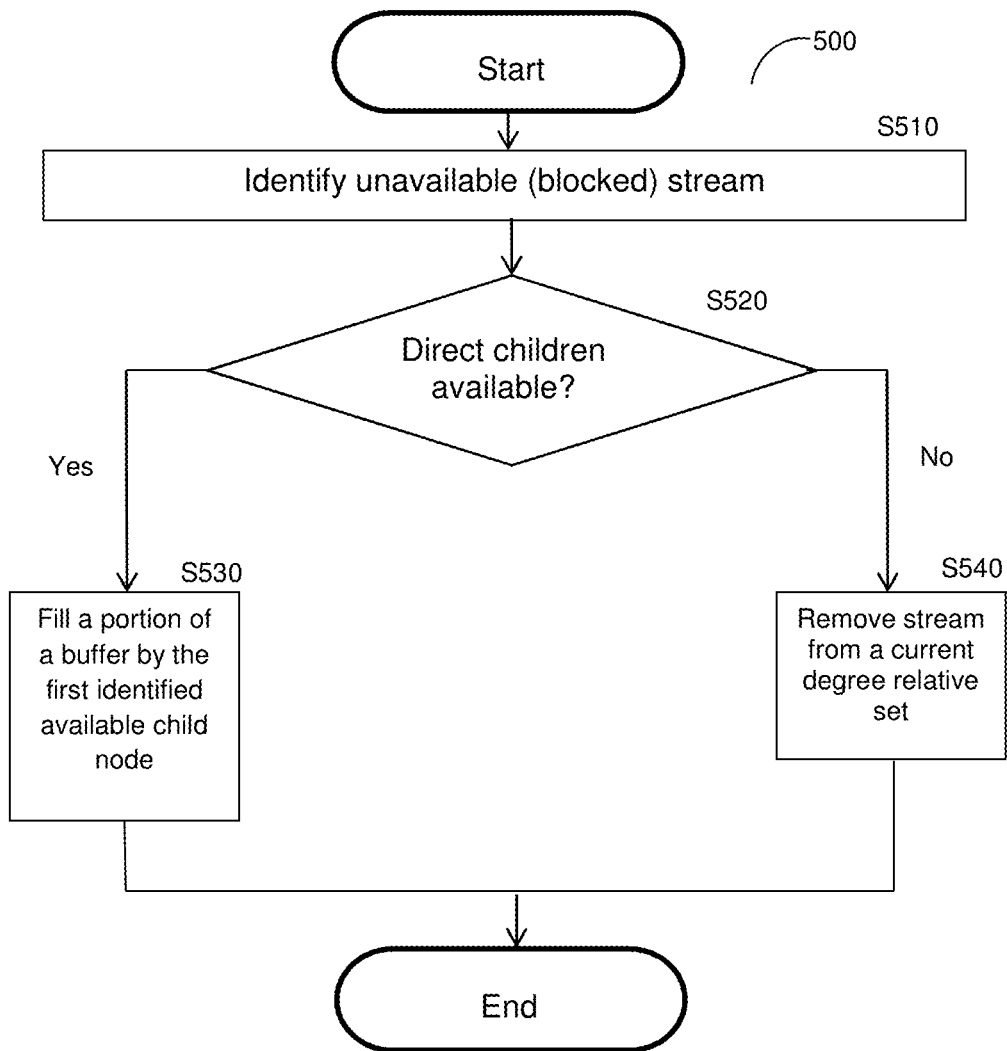 500
Start
S510
Identify unavailable (blocked) stream
S520
Direct children
available?
Yes
No
S530
Fill a portion of
a buffer by the
first identified
available child
node
S540
Remove stream
from a current
degree relative
set
End